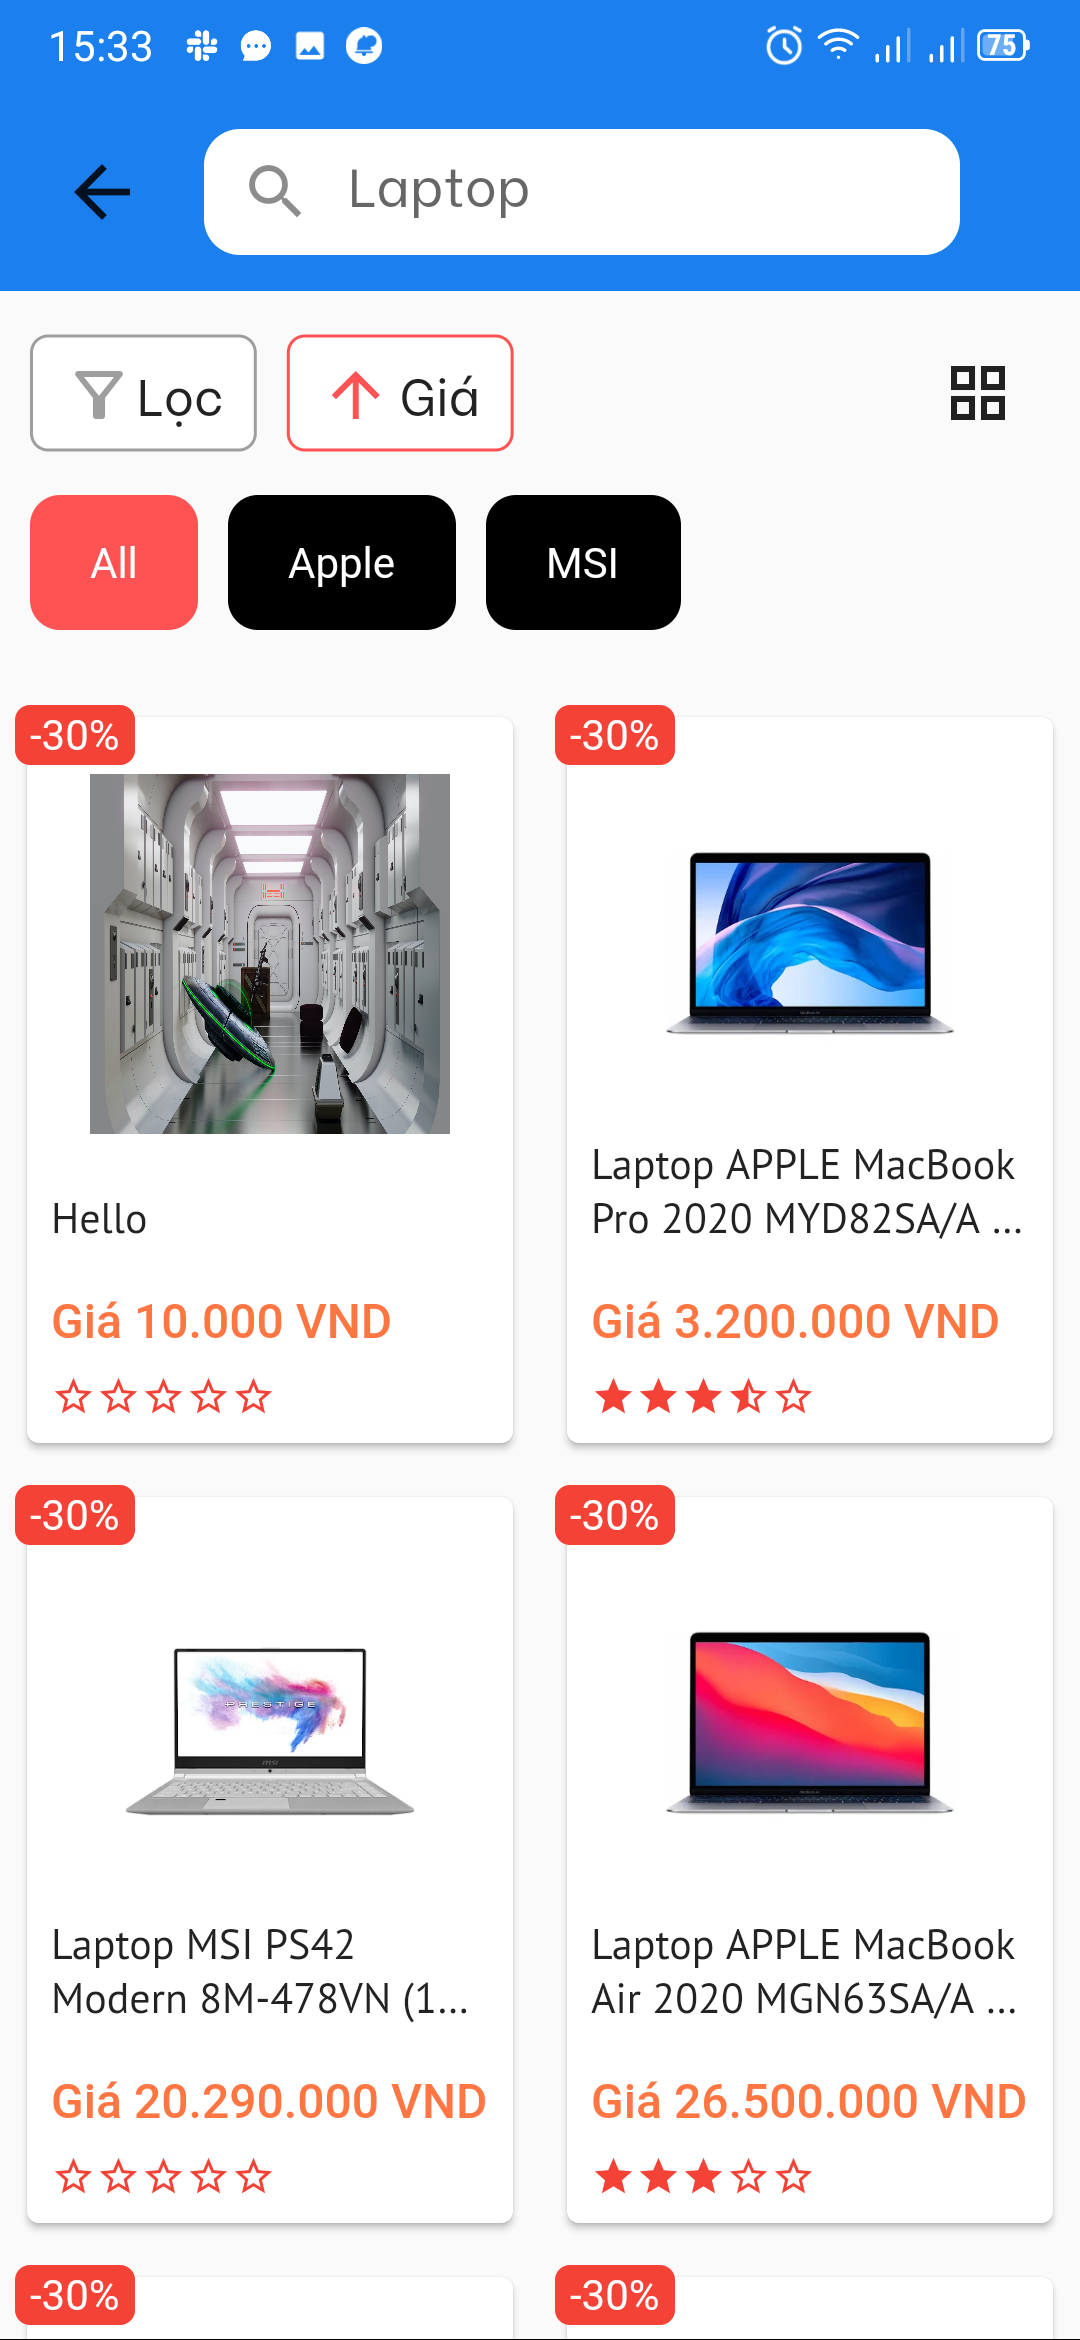 15:33
75
Laptop
Lọc
Giá
All
Apple
MSI
-30%
-30%
Hello
Laptop APPLE MacBook
Pro 2020 MYD82SA/A ...
Giá 10.000 VND
Giá 3.200.000 VND
-30%
-30%
PRESTIGE
msi
Laptop MSI PS42
Modern 8M-478VN (1...
Laptop APPLE MacBook
Air 2020 MGN63SA/A ...
Giá 20.290.000 VND
Giá 26.500.000 VND
-30%
-30%